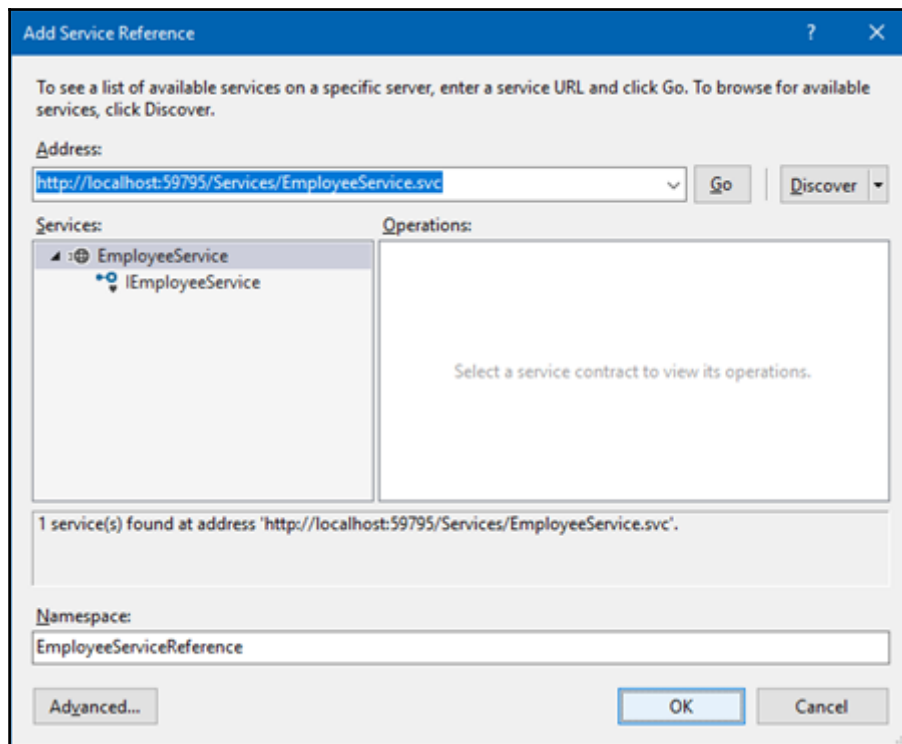 Add Service Reference
?
To see a list of available services on a specific server, enter a service URL and click Go. To browse for available
services, click Discover.
Address:
http://localhost:59795/Services/EmployeeService.svc
Go
Discover
Services:
Operations:
EmployeeService
IEmployeeService
Select a service contract to view its operations.
1 service(s) found at address 'http://localhost:59795/Services/EmployeeService.svc'.
Namespace:
EmployeeServiceReference
Advanced...
OK
Cancel